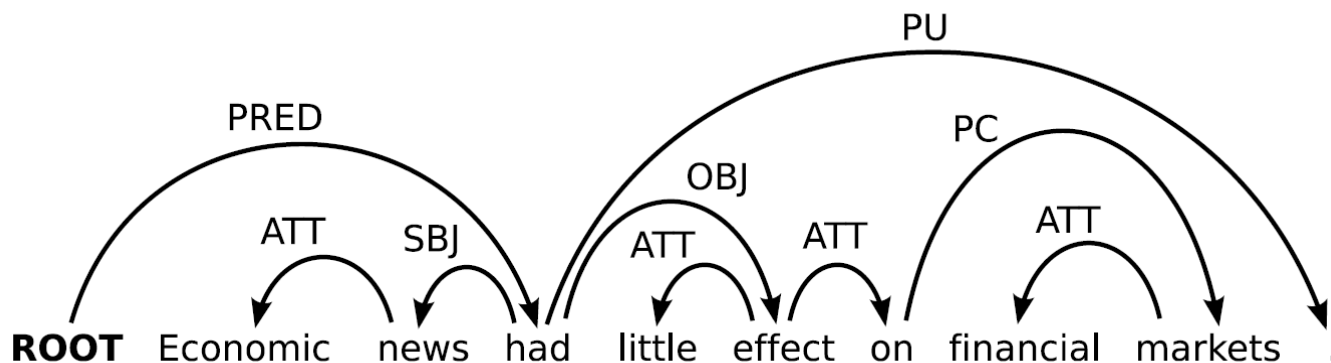 PU
PRED
PC
OBJ
ATT
SBJ
ATT
ATT
ATT
ROOT Economic news had little effect on financial markets